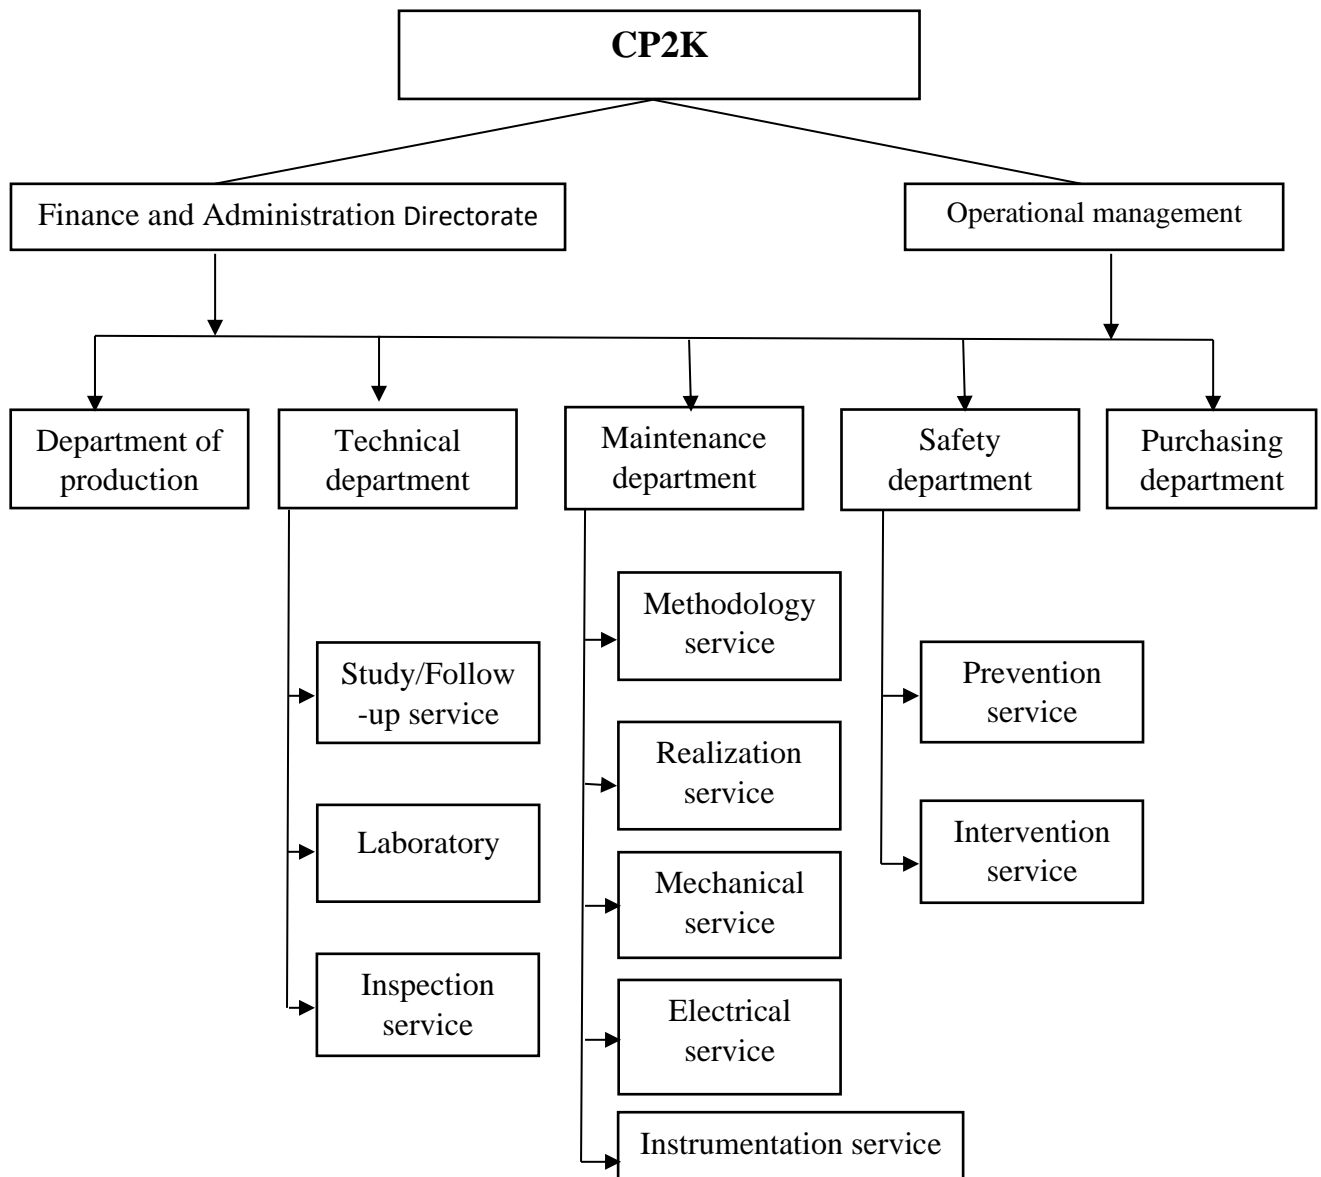 CP2K
Finance and Administration Directorate
Operational management
Department of
production
Technical
department
Maintenance
department
Safety
department
Purchasing
department
Study/Follow
-up service
Laboratory
Inspection
service
Methodology
service
Realization
service
Mechanical
service
Electrical
service
Instrumentation service
Prevention
service
Intervention
service